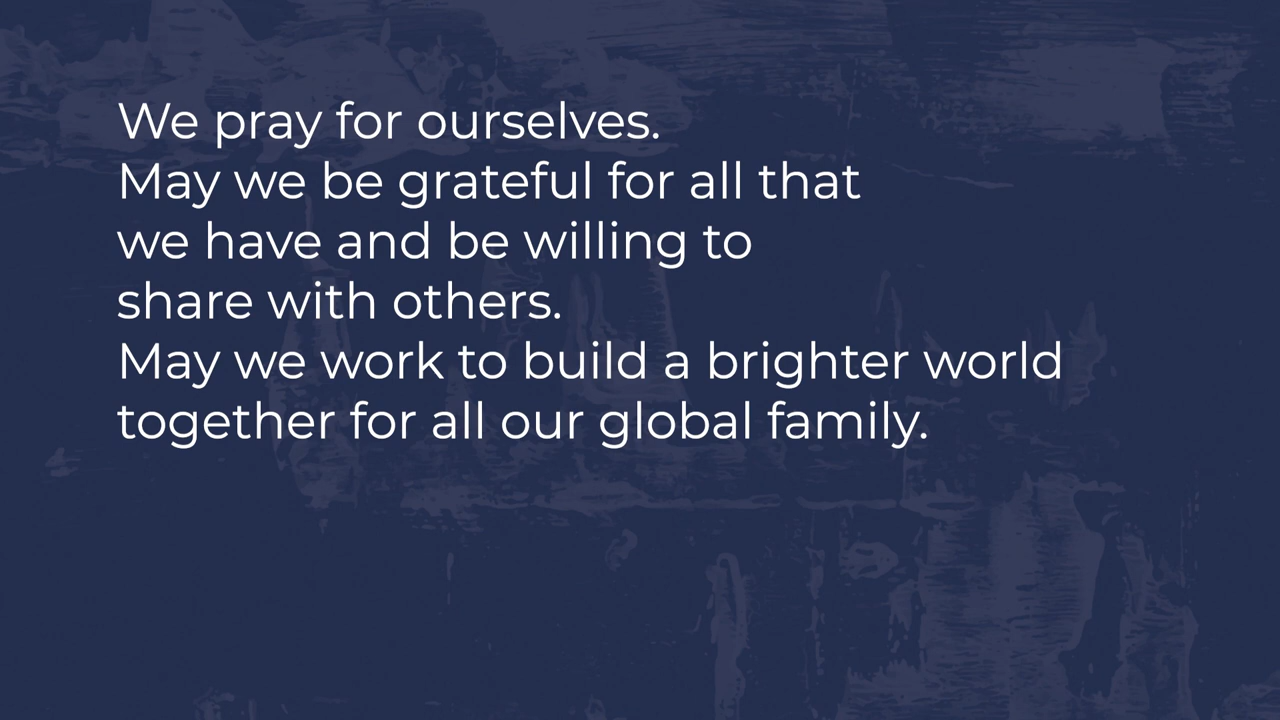 We pray for ourselves.
May we be grateful for all that
we have and be willing to
share with others.
May we work to build a brighter world
together for all our global family.